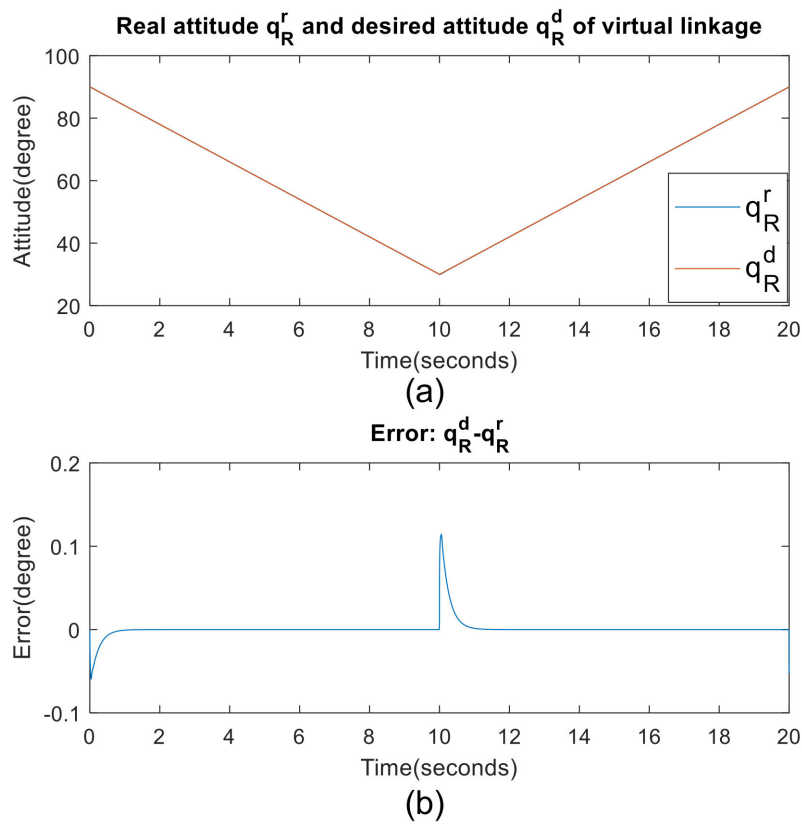 Real attitude q_R^r and desired attitude q_R^d of virtual linkage
100
80
60
40
20
Attitude(degree)
q_R^r
q_R^d
0 2 4 6 8 10 12 14 16 18 20
Time(seconds)
(a)
Error: q_R^d-q_R^r
0.2
0.1
0
-0.1
Error(degree)
0 2 4 6 8 10 12 14 16 18 20
Time(seconds)
(b)